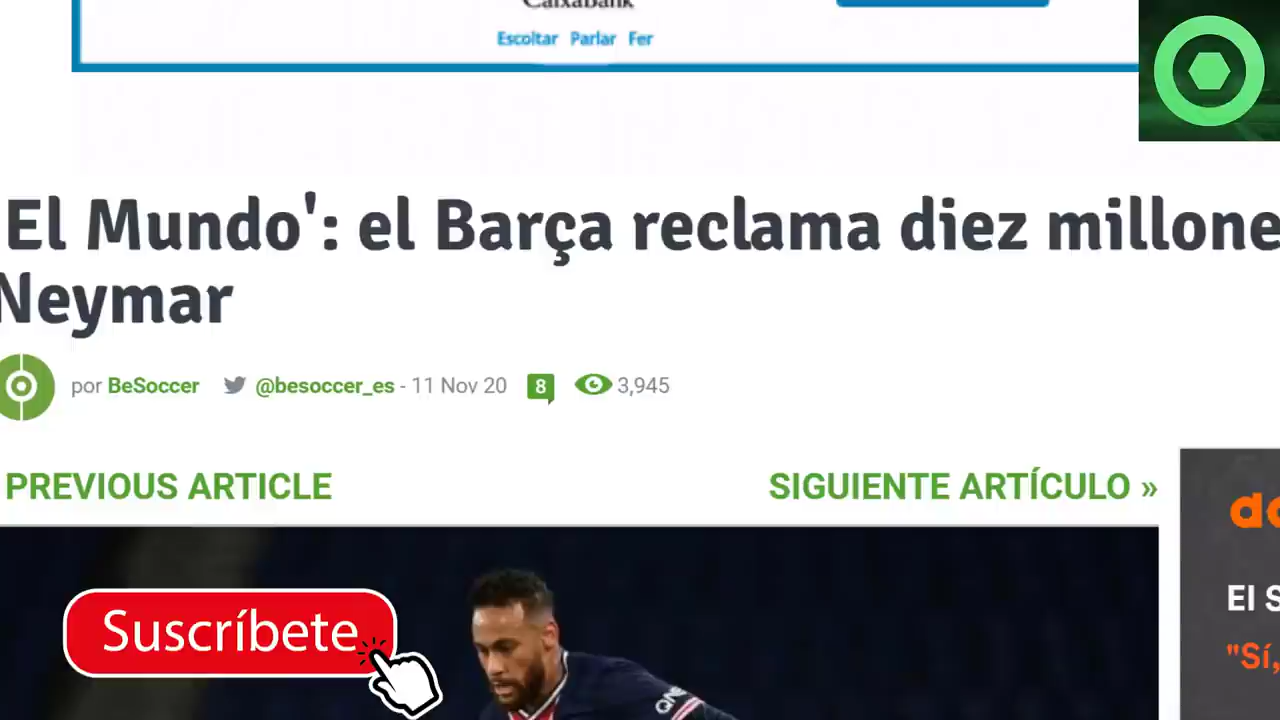 CaixaBank
Escoltar Parlar Fer
El Mundo': el Barça reclama diez millone
Neymar
por BeSoccer @besoccer_es - 11 Nov 20 8 3,945
PREVIOUS ARTICLE SIGUIENTE ARTÍCULO »
El S
"Sí,
Suscríbete